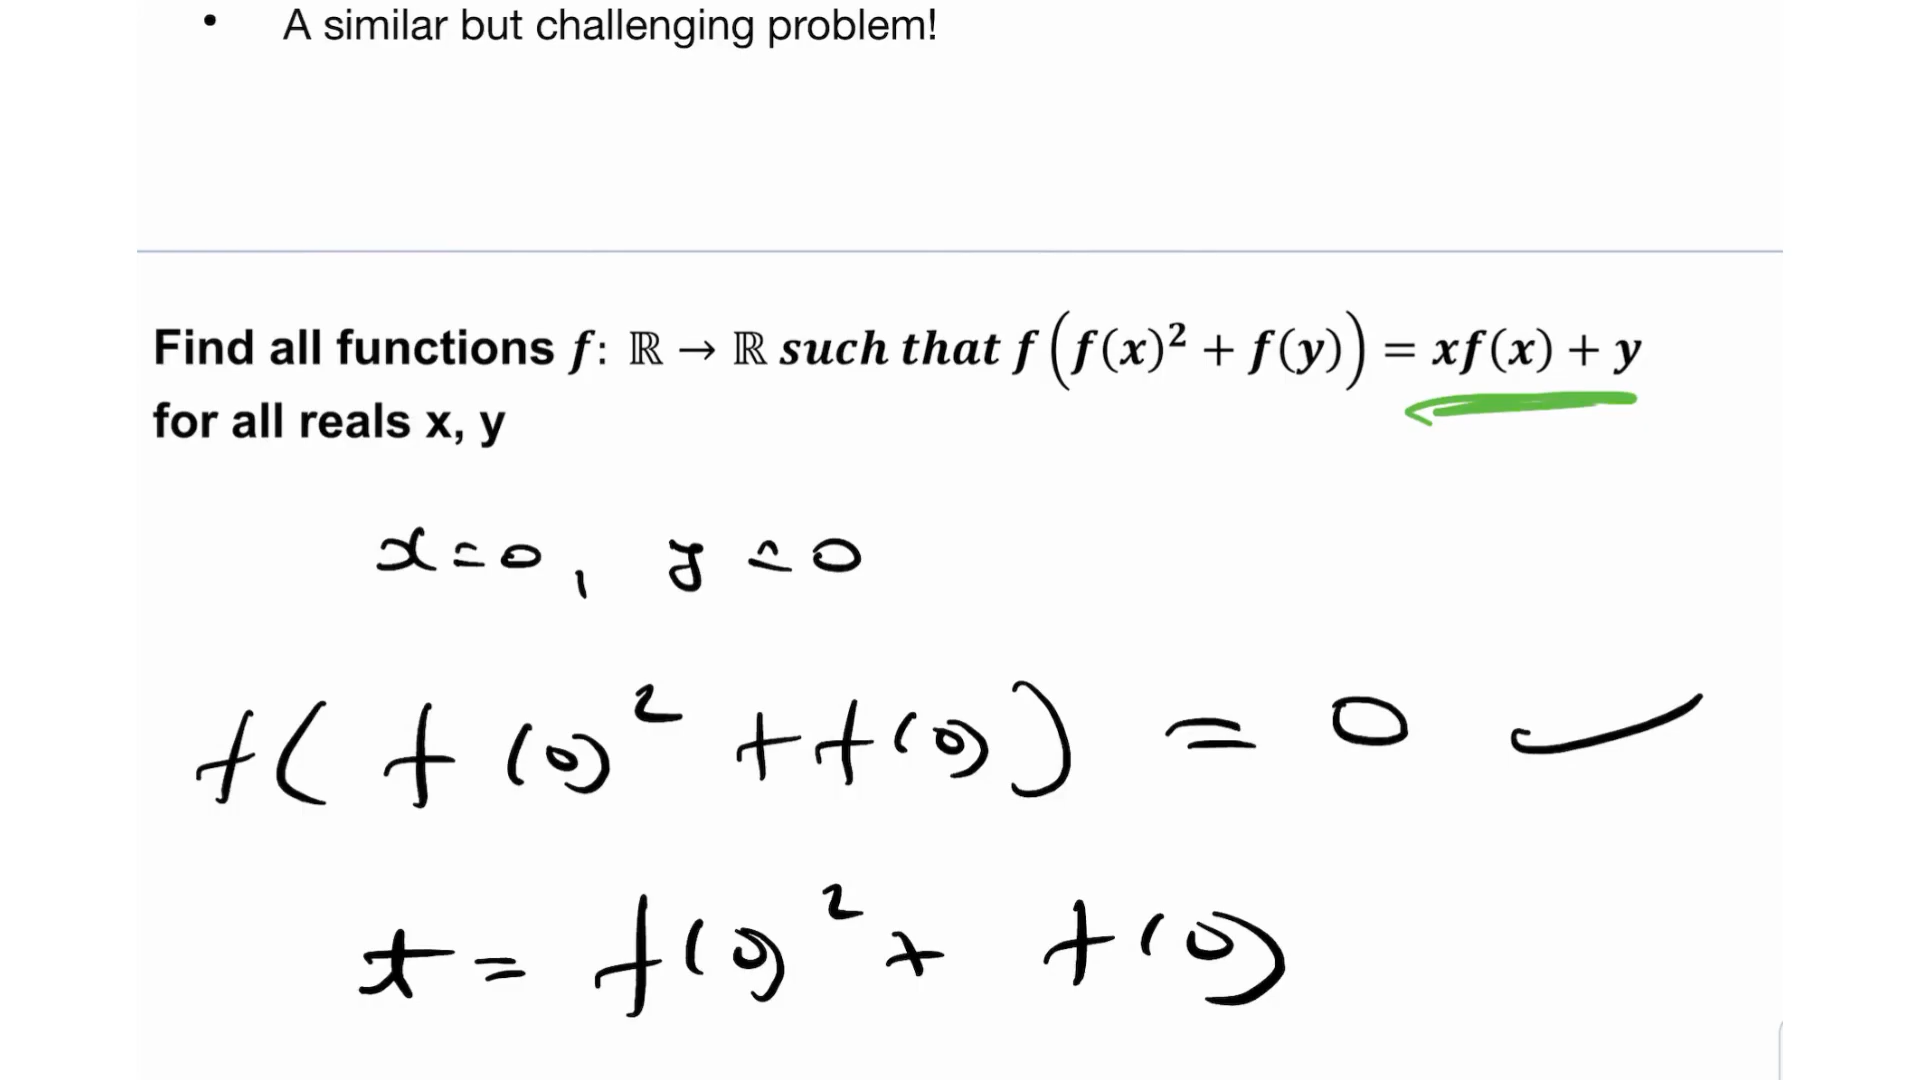 • A similar but challenging problem!
Find all functions f: ℝ → ℝ such that f(f(x)² + f(y)) = xf(x) + y
for all reals x, y
x=0, y=0
f(f(0)² + f(0)) = 0
t = f(0)² + f(0)